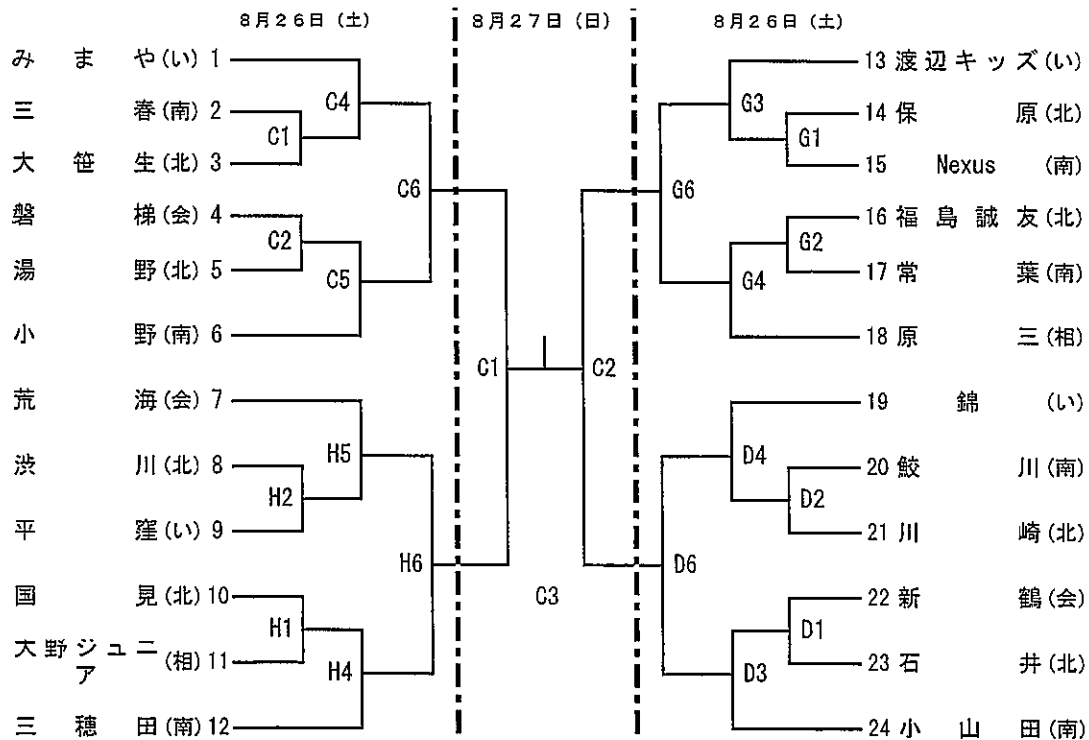 8月26日(土) 8月27日(日) 8月26日(土)
みまや(い) 1
三春(南) 2
大笹生(北) 3
磐梯(会) 4
湯野(北) 5
小野(南) 6
荒海(会) 7
渋川(北) 8
平窪(い) 9
国見(北) 10
大野ジュニア(相) 11
三穂田(南) 12
C4
C1
C6
C2
C5
H5
H2
H6
H1
H4
C1
C2
C3
G3
G1
G6
G2
G4
D4
D2
D6
D1
D3
13 渡辺キッズ(い)
14 保原(北)
15 Nexus (南)
16 福島誠友(北)
17 常葉(南)
18 原三(相)
19 錦(い)
20 鮫川(南)
21 川崎(北)
22 新鶴(会)
23 石井(北)
24 小山田(南)